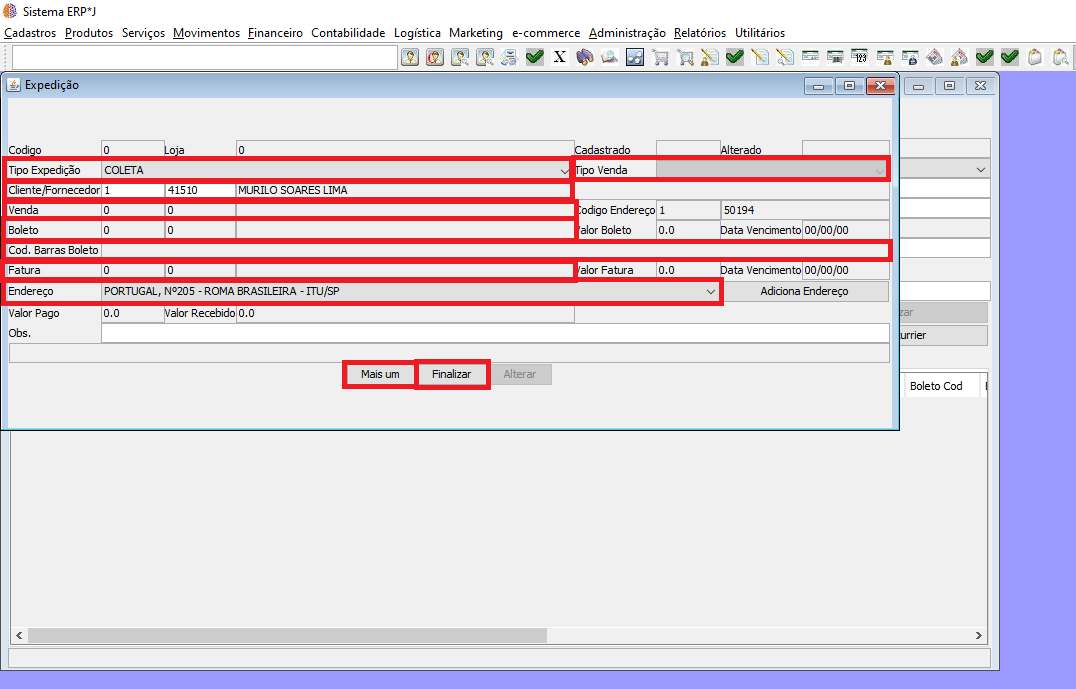 Sistema ERP*J
Cadastros Produtos Serviços Movimentos Financeiro Contabilidade Logística Marketing e-commerce Administração Relatórios Utilitários
X 123
Expedição
Codigo 0 Loja 0 Cadastrado Alterado
Tipo Expedição COLETA Tipo Venda
Cliente/Fornecedor 1 41510 MURILO SOARES LIMA
Venda 0 0 Codigo Endereço 1 50194
Boleto 0 0 Valor Boleto 0.0 Data Vencimento 00/00/00
Cod. Barras Boleto
Fatura 0 0 Valor Fatura 0.0 Data Vencimento 00/00/00
Endereço PORTUGAL, Nº205 - ROMA BRASILEIRA - ITU/SP Adiciona Endereço
Valor Pago 0.0 Valor Recebido 0.0
zar
Obs.
urrier
Mais um Finalizar Alterar
Boleto Cod